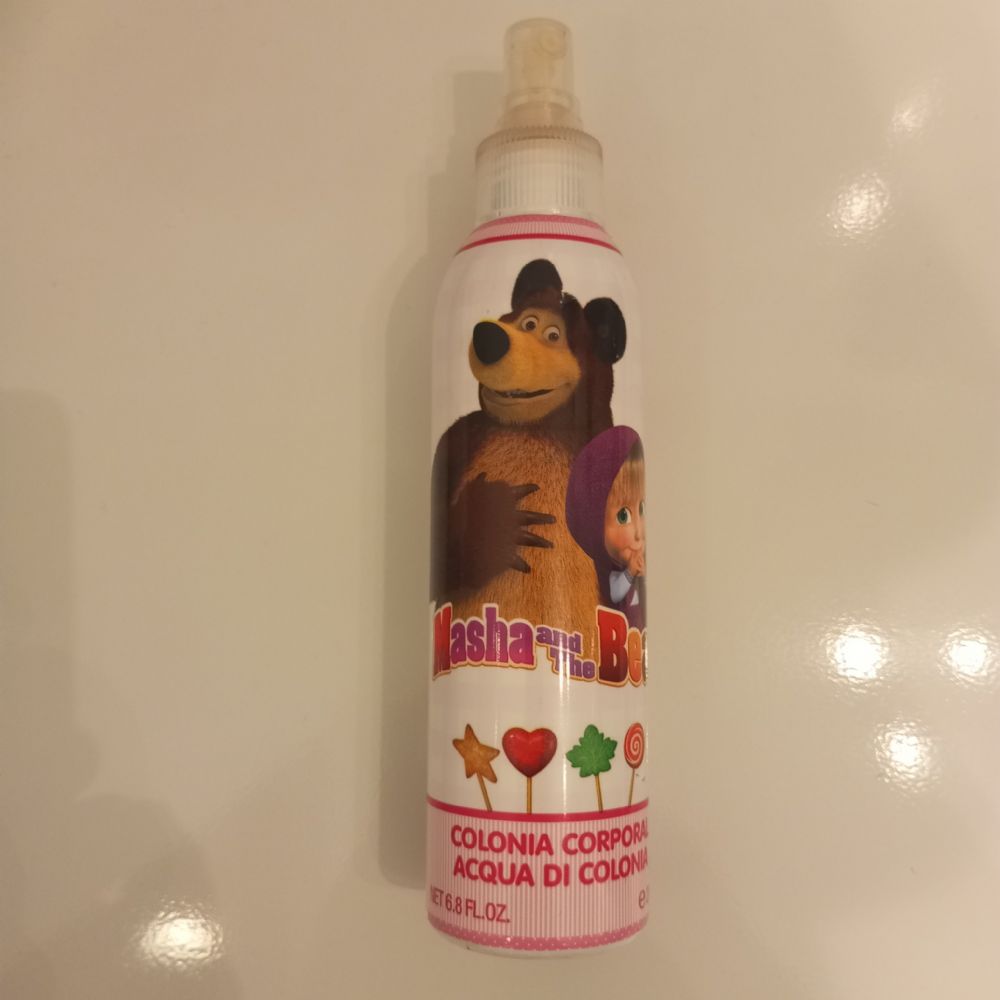 Masha and The
COLONIA CORPORAL
ACQUA DI COLONIA
NET 6.8 FL.OZ. e